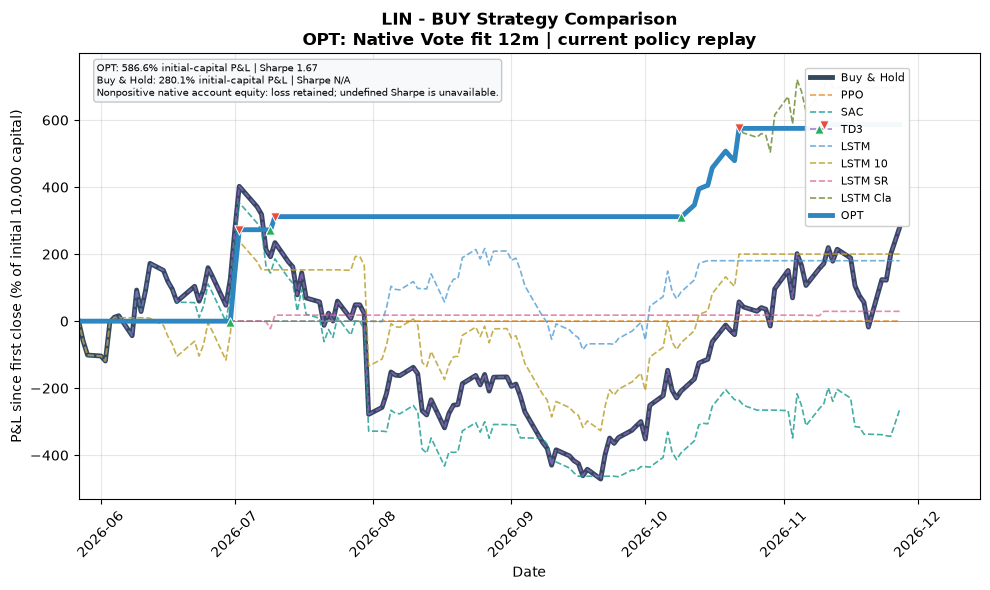 LIN - BUY Strategy Comparison
OPT: Native Vote fit 12m | current policy replay
OPT: 586.6% initial-capital P&L | Sharpe 1.67
Buy & Hold: 280.1% initial-capital P&L | Sharpe N/A
Nonpositive native account equity: loss retained; undefined Sharpe is unavailable.
Buy & Hold
PPO
SAC
TD3
LSTM
LSTM 10
LSTM SR
LSTM Cla
OPT
P&L since first close (% of initial 10,000 capital)
600
400
200
0
−200
−400
2026-06
2026-07
2026-08
2026-09
2026-10
2026-11
2026-12
Date